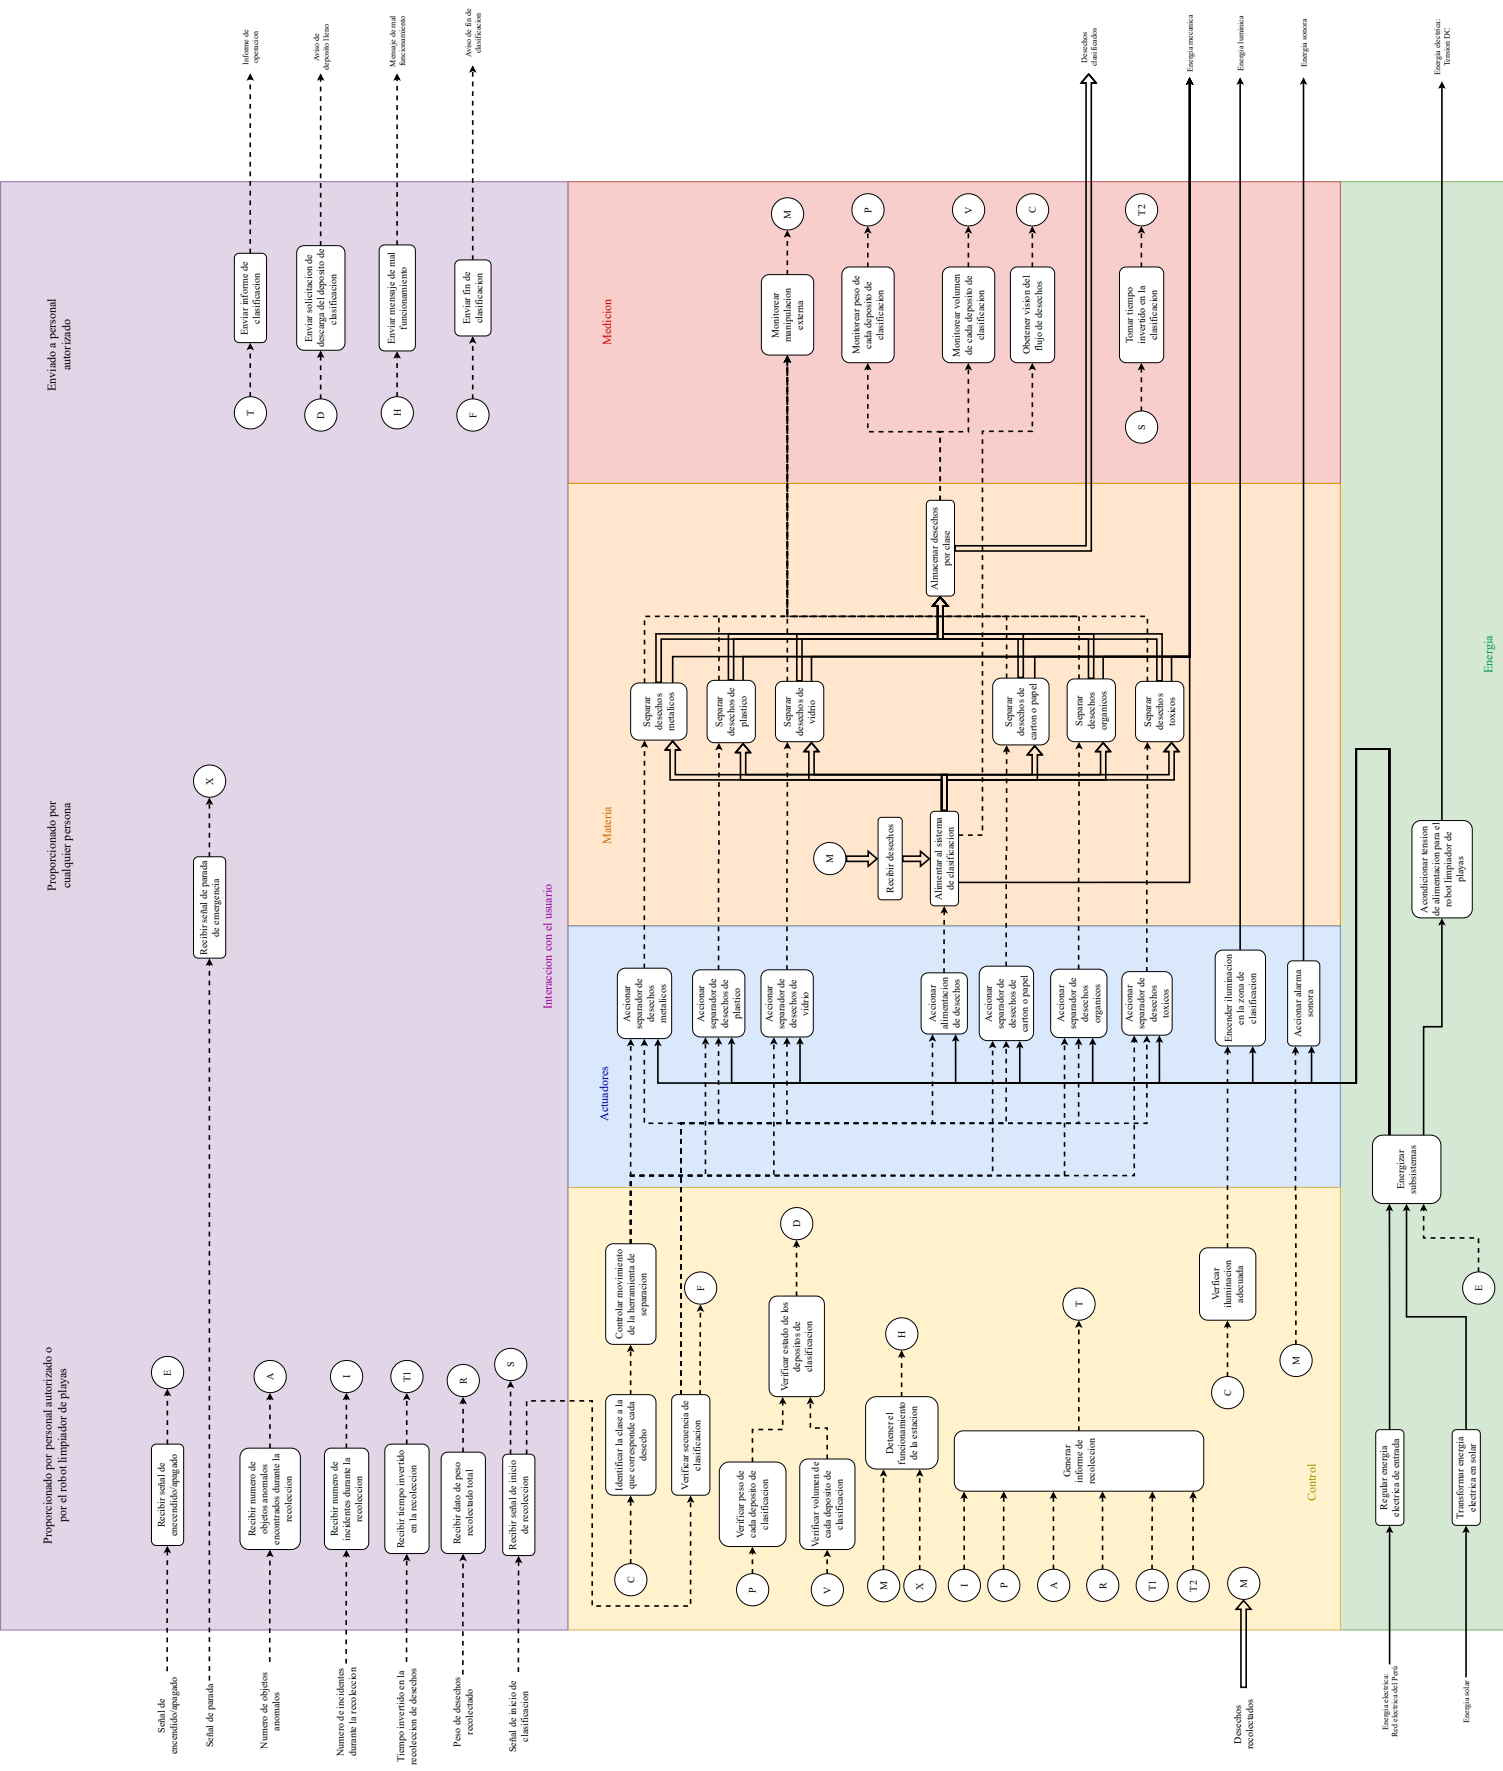 Proporcionado por personal autorizado o
por el robot limpiador de playas
Proporcionado por
cualquier persona
Enviado a personal
autorizado
Señal de
encendido/apagado
Recibir señal de
enecendido/apagado
E
Señal de parada
Recibir señal de parada
de emergencia
X
Numero de objetos
anomalos
Recibir numero de
objetos anomalos
encontrados durante la
recoleccion
A
Numero de incidentes
durante la recoleccion
Recibir numero de
incidentes durante la
recoleccion
I
Tiempo invertido en la
recoleccion de desechos
Recibir tiempo invertido
en la recoleccion
T1
Peso de desechos
recolectado
Recibir dato de peso
recolectado total
R
Señal de inicio de
clasificacion
Recibir señal de inicio
de recoleccion
S
T
Enviar informe de
clasificacion
Informe de
opercion
D
Enviar solicitacion de
descarga del deposito de
clasificacion
Aviso de
deposito lleno
H
Enviar mensaje de mal
funcionamiento
Mensaje de mal
funcionamiento
F
Enviar fin de
clasificacion
Aviso de fin de
clasificacion
Interaccion con el usuario
C
Identificar la clase a la
que corresponde cada
desecho
Controlar movimiento
de la herramienta de
separacion
Verificar secuencia de
clasificacion
F
P
Verificar peso de
cada deposito de
clasificacion
V
Verificar volumen de
cada deposito de
clasificacion
Verificar estado de los
depositos de
clasificacion
D
M
X
Detener el
funcionamiento
de la estacion
H
I
P
A
R
T1
T2
Generar
informe de
recoleccion
T
Desechos
recolectados
M
C
Verficar
iluminacion
adecuada
M
Control
Actuadores
Accionar
separador de
desechos
metalicos
Accionar
separador de
desechos de
plastico
Accionar
separador de
desechos de
vidrio
Accionar
alimentacion
de desechos
Accionar
separador de
desechos de
carton o papel
Accionar
separador de
desechos
organicos
Accionar
separador de
desechos
toxicos
Encender iluminacion
en la zona de
clasificacion
Accionar alarma
sonora
Materia
M
Recibir desechos
Alimentar al sistema
de clasificacion
Separar
desechos
metalicos
Separar
desechos de
plastico
Separar
desechos de
vidrio
Separar
desechos de
carton o papel
Separar
desechos
organicos
Separar
desechos
toxicos
Almacenar desechos
por clase
Medicion
Monitorear
manipulacion
externa
M
Monitorear peso de
cada deposito de
clasificacion
P
Monitorear volumen
de cada deposito de
clasificacion
V
Obetener vision del
flujo de desechos
C
S
Tomar tiempo
invertido en la
clasificacion
T2
Desechos
clasificados
Energia mecanica
Energia luminica
Energia sonora
Energia electrica:
Red electrica del Perú
Regular energia
electrica de entrada
Energia solar
Transformar energia
electrica en solar
E
Energizar
subsistemas
Acondicionar tension
de alimentacion para el
robot limpiador de
playas
Energia electrica:
Tension DC
Energia